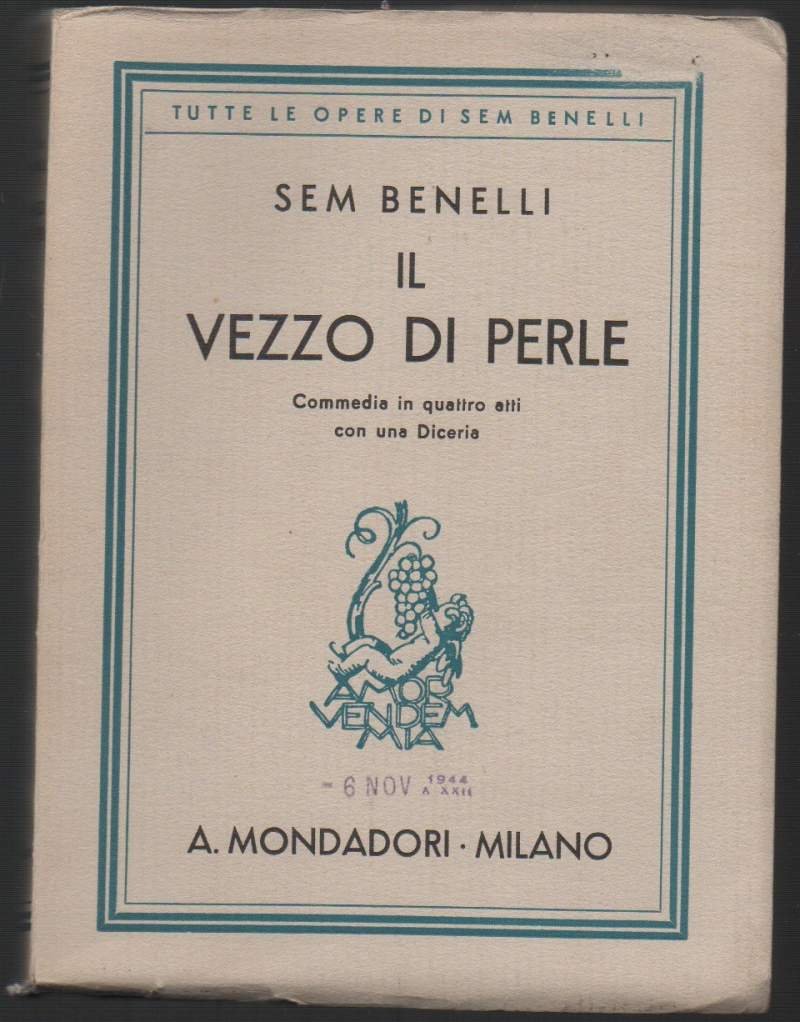 TUTTE LE OPERE DI SEM BENELLI
SEM BENELLI
IL
VEZZO DI PERLE
Commedia in quattro atti
con una Diceria
AMOR
VENDEM
MIA
- 6 NOV 1944
A XXII
A. MONDADORI · MILANO